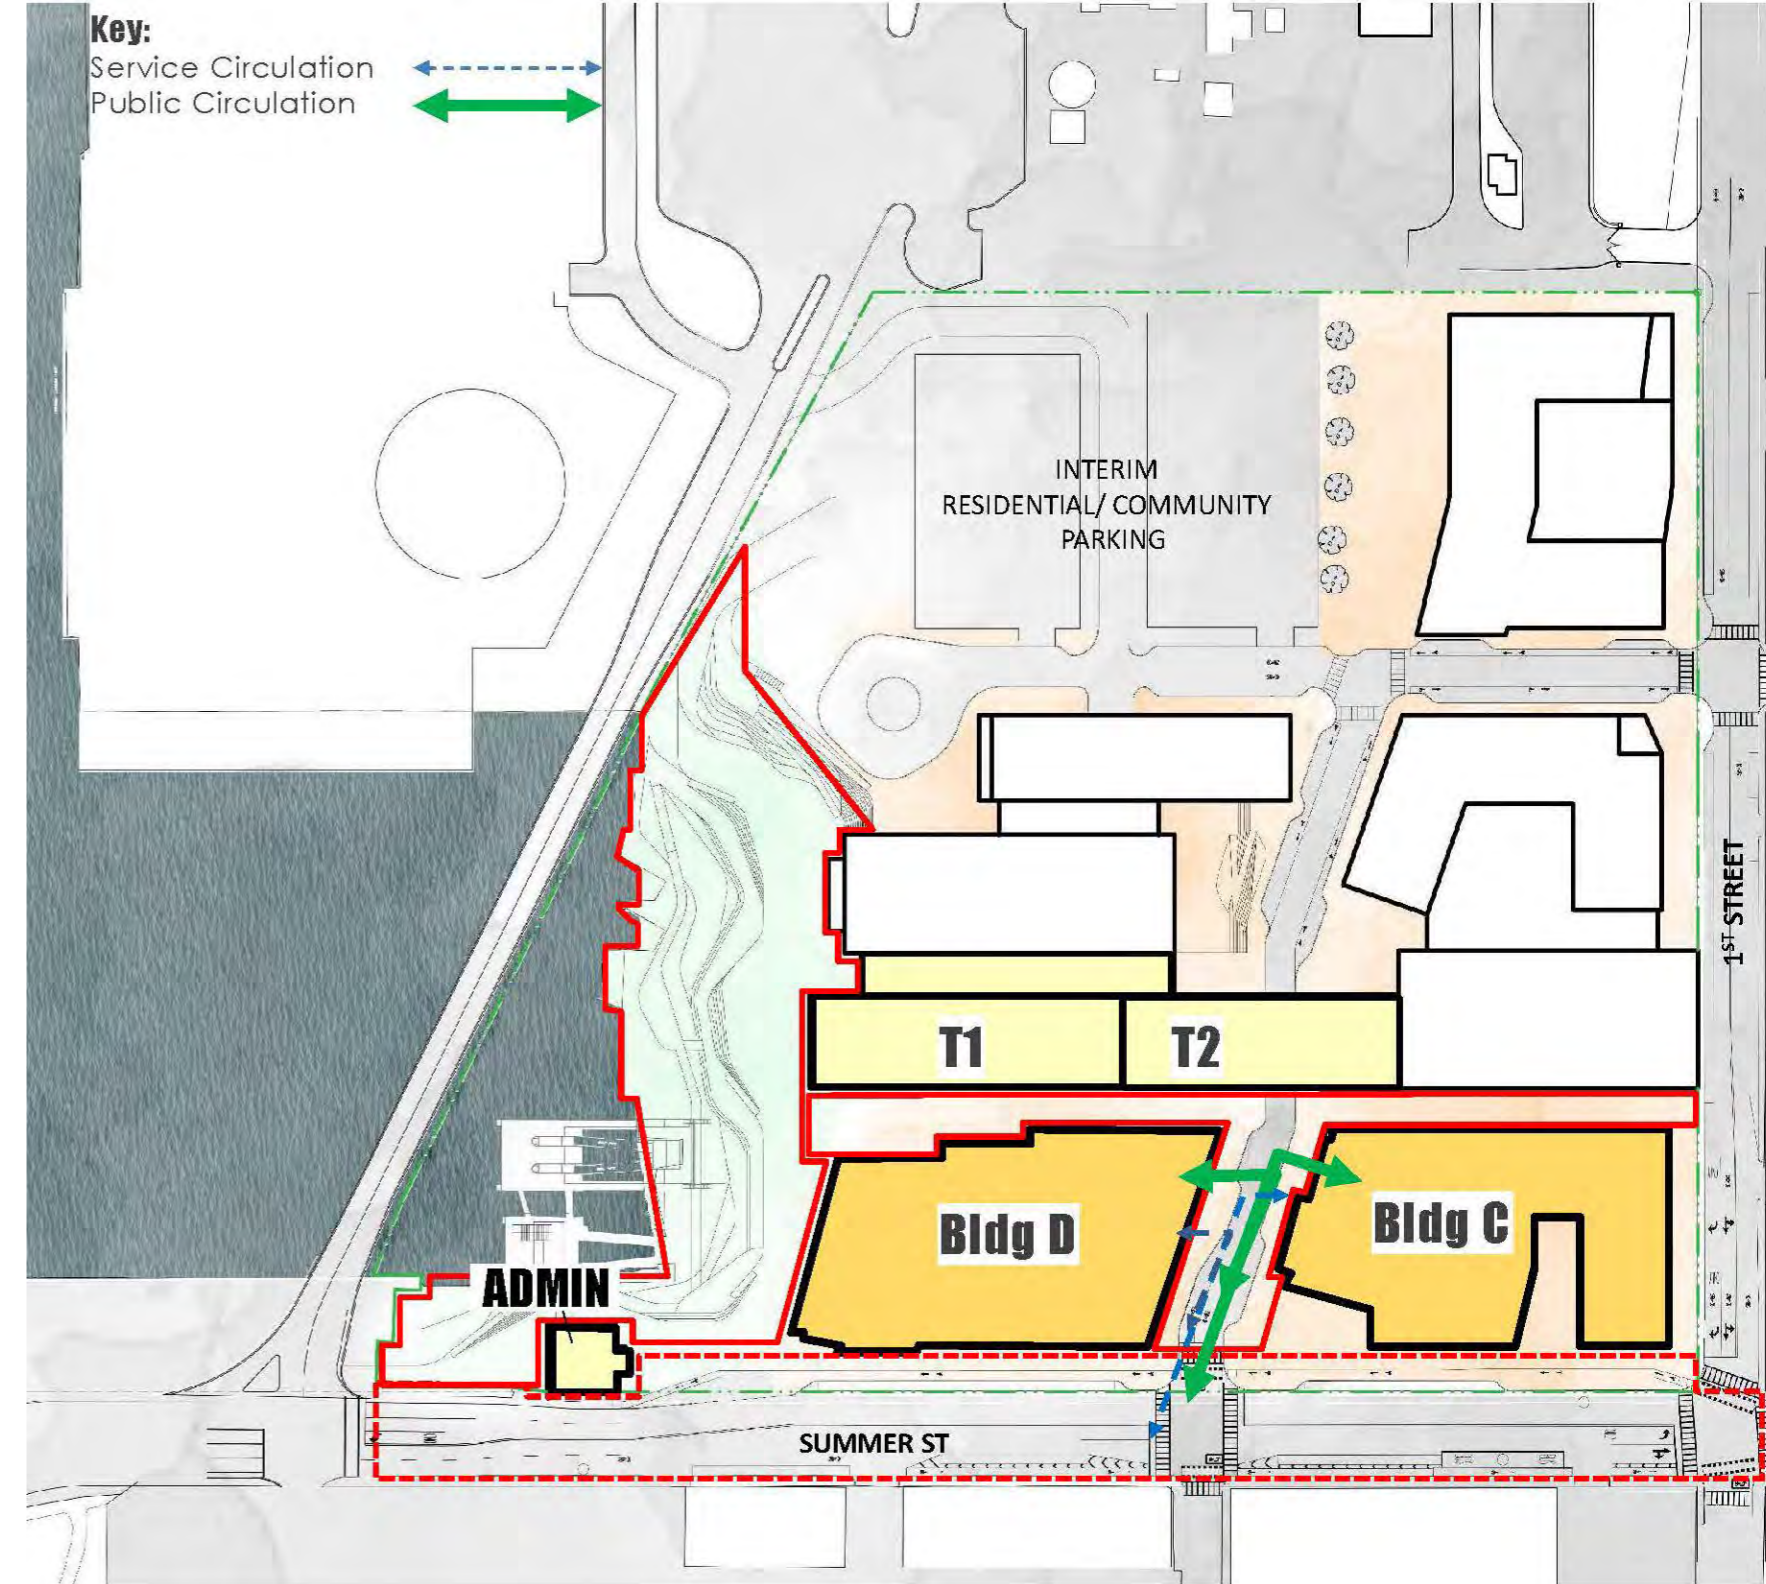 Key:
Service Circulation
Public Circulation
INTERIM
RESIDENTIAL/ COMMUNITY
PARKING
1ST STREET
T1
T2
Bldg D
Bldg C
ADMIN
SUMMER ST